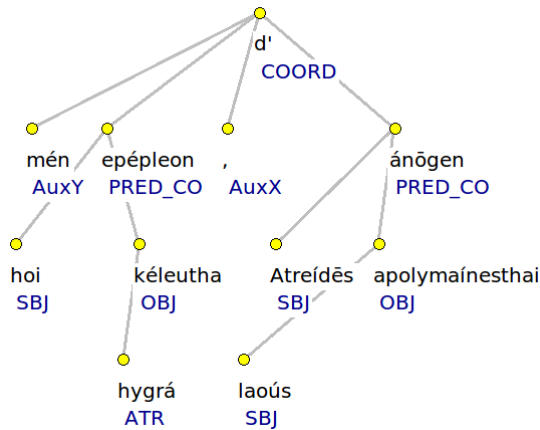 d'
COORD
mén epépleon , ánōgen
AuxY PRED_CO AuxX PRED_CO
hoi kéleutha Atreídēs apolymaínesthai
SBJ OBJ SBJ OBJ
hygrá laoús
ATR SBJ